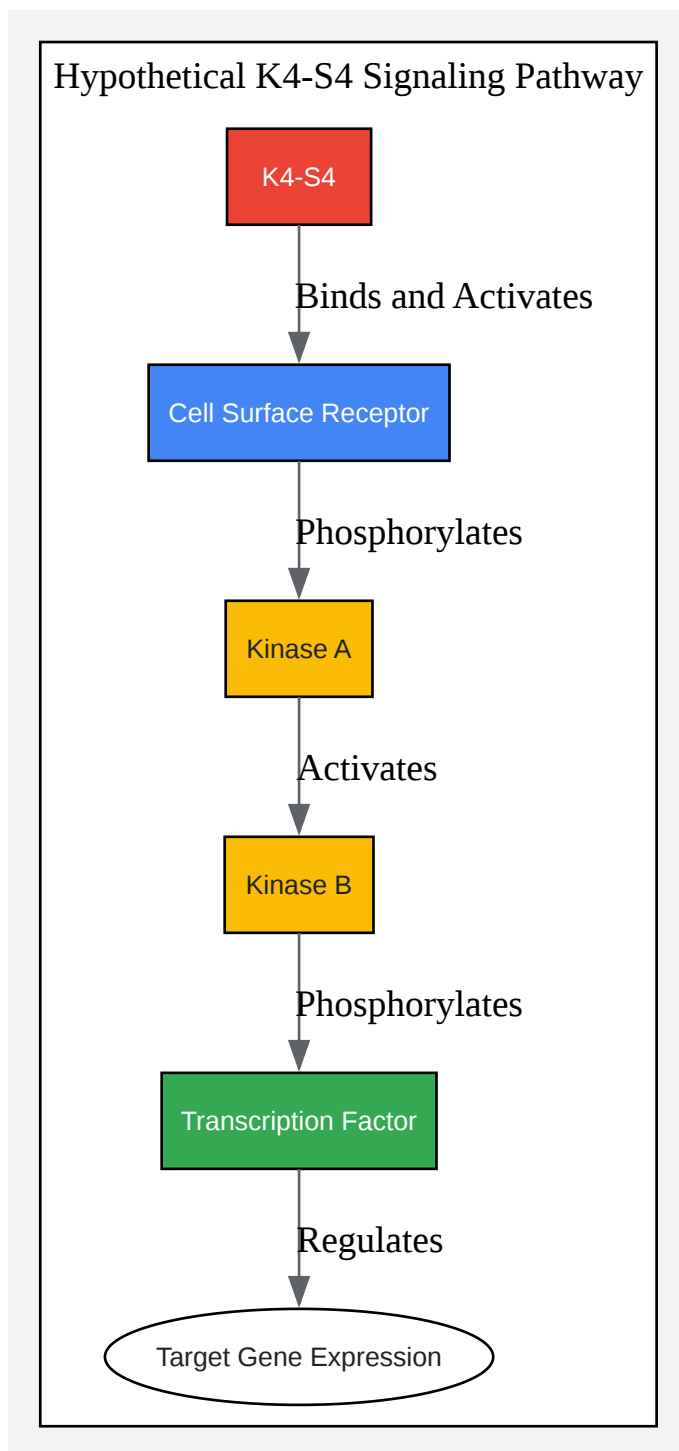 Hypothetical K4-S4 Signaling Pathway
K4-S4
Binds and Activates
Cell Surface Receptor
Phosphorylates
Kinase A
Activates
Kinase B
Phosphorylates
Transcription Factor
Regulates
Target Gene Expression